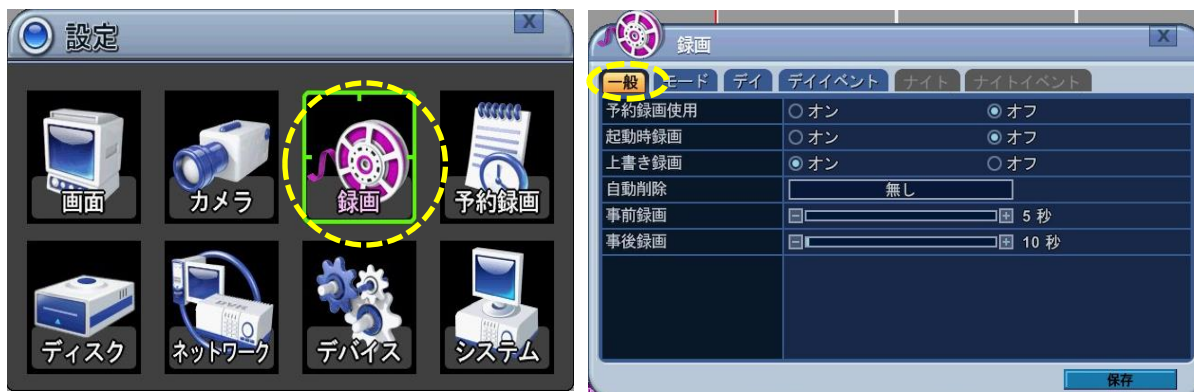 設定
X
画面
カメラ
録画
予約録画
ディスク
ネットワーク
デバイス
システム
録画
X
一般 モード デイ デイイベント ナイト ナイトイベント
予約録画使用 オン オフ
起動時録画 オン オフ
上書き録画 オン オフ
自動削除 無し
事前録画 5 秒
事後録画 10 秒
保存